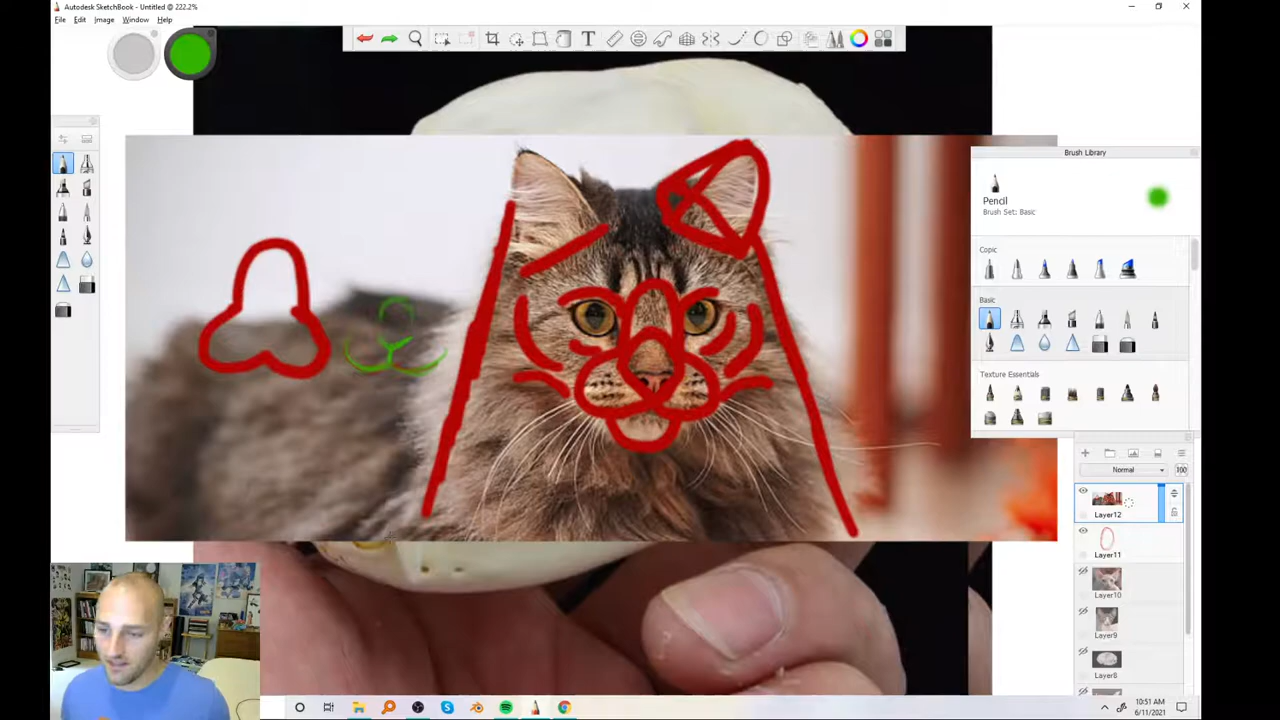 Autodesk SketchBook - Untitled @ 222.2%
File Edit Image Window Help
T
Brush Library
Pencil
Brush Set: Basic
Copic
Basic
Texture Essentials
Normal
100
Layer12
Layer11
Layer10
Layer9
Layer8
10:51 AM
6/11/2021